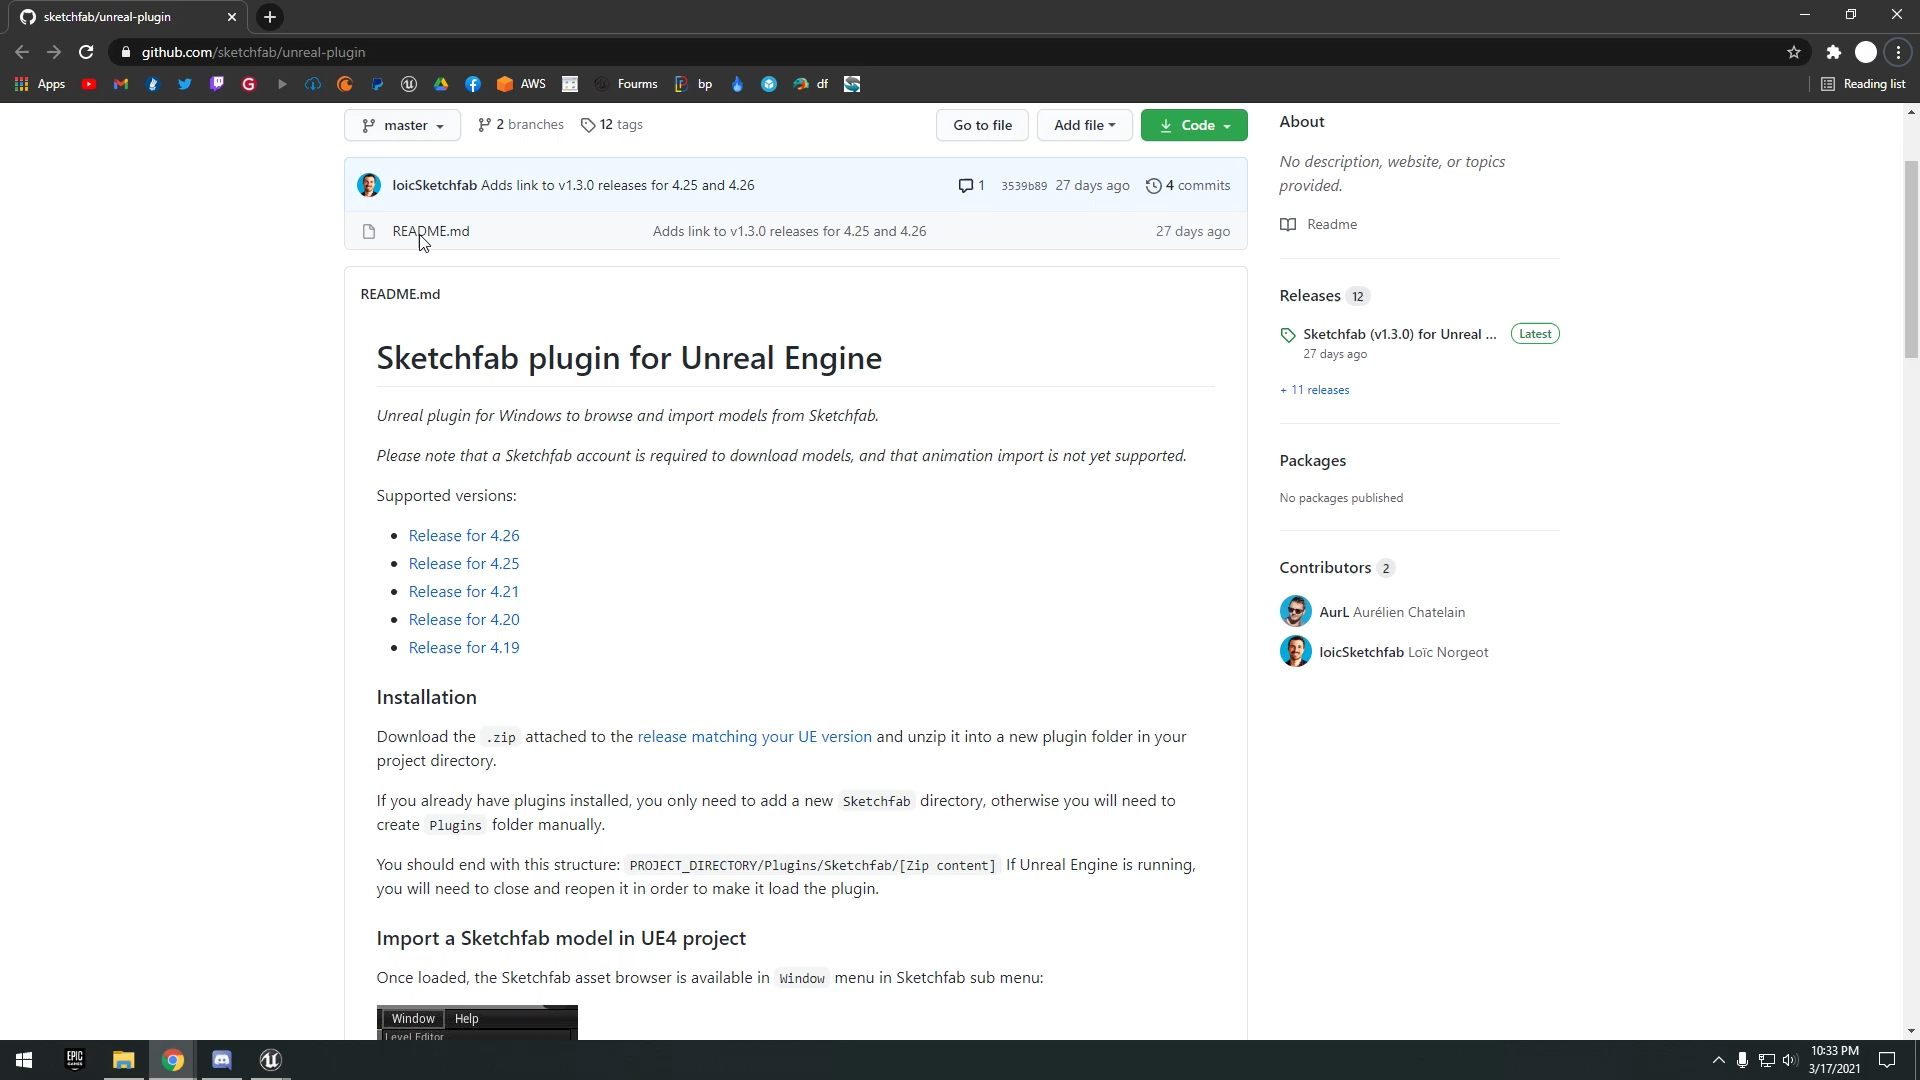 sketchfab/unreal-plugin
github.com/sketchfab/unreal-plugin
Apps
AWS
Fourms
bp
df
Reading list
master
2 branches
12 tags
Go to file
Add file
Code
loicSketchfab Adds link to v1.3.0 releases for 4.25 and 4.26
1
3539b89 27 days ago
4 commits
README.md
Adds link to v1.3.0 releases for 4.25 and 4.26
27 days ago
README.md
Sketchfab plugin for Unreal Engine
Unreal plugin for Windows to browse and import models from Sketchfab.
Please note that a Sketchfab account is required to download models, and that animation import is not yet supported.
Supported versions:
Release for 4.26
Release for 4.25
Release for 4.21
Release for 4.20
Release for 4.19
Installation
Download the .zip attached to the release matching your UE version and unzip it into a new plugin folder in your
project directory.
If you already have plugins installed, you only need to add a new Sketchfab directory, otherwise you will need to
create Plugins folder manually.
You should end with this structure: PROJECT_DIRECTORY/Plugins/Sketchfab/[Zip content] If Unreal Engine is running,
you will need to close and reopen it in order to make it load the plugin.
Import a Sketchfab model in UE4 project
Once loaded, the Sketchfab asset browser is available in Window menu in Sketchfab sub menu:
Window Help
Level Editor
About
No description, website, or topics
provided.
Readme
Releases 12
Sketchfab (v1.3.0) for Unreal ... Latest
27 days ago
+ 11 releases
Packages
No packages published
Contributors 2
AurL Aurélien Chatelain
loicSketchfab Loïc Norgeot
EPIC
GAMES
10:33 PM
3/17/2021